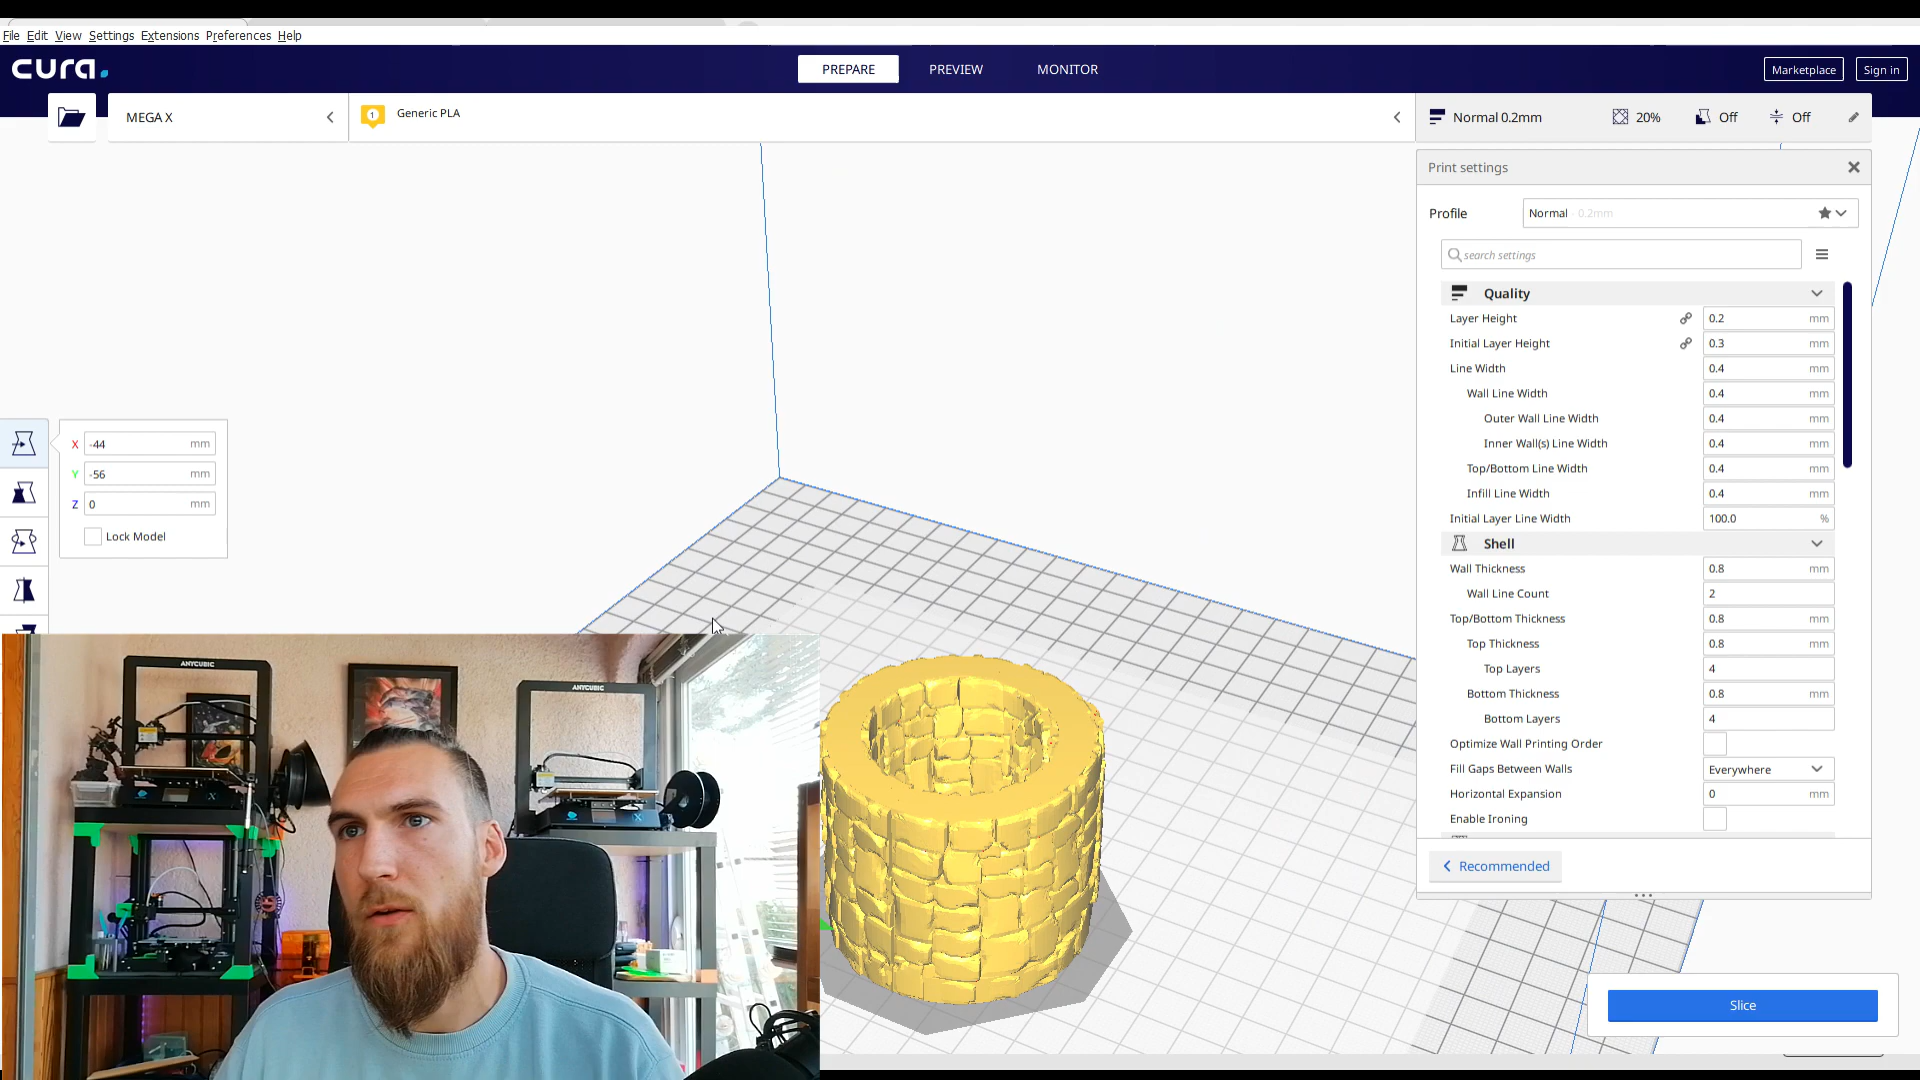 File Edit View Settings Extensions Preferences Help
cura.
PREPARE PREVIEW MONITOR
Marketplace Sign in
MEGA X
1 Generic PLA
Normal 0.2mm 20% Off Off
Print settings
Profile Normal - 0.2mm
search settings
Quality
Layer Height 0.2 mm
Initial Layer Height 0.3 mm
Line Width 0.4 mm
Wall Line Width 0.4 mm
Outer Wall Line Width 0.4 mm
Inner Wall(s) Line Width 0.4 mm
Top/Bottom Line Width 0.4 mm
Infill Line Width 0.4 mm
Initial Layer Line Width 100.0 %
Shell
Wall Thickness 0.8 mm
Wall Line Count 2
Top/Bottom Thickness 0.8 mm
Top Thickness 0.8 mm
Top Layers 4
Bottom Thickness 0.8 mm
Bottom Layers 4
Optimize Wall Printing Order
Fill Gaps Between Walls Everywhere
Horizontal Expansion 0 mm
Enable Ironing
Recommended
Slice
X -44 mm
Y -56 mm
Z 0 mm
Lock Model
ANYCUBIC
ANYCUBIC